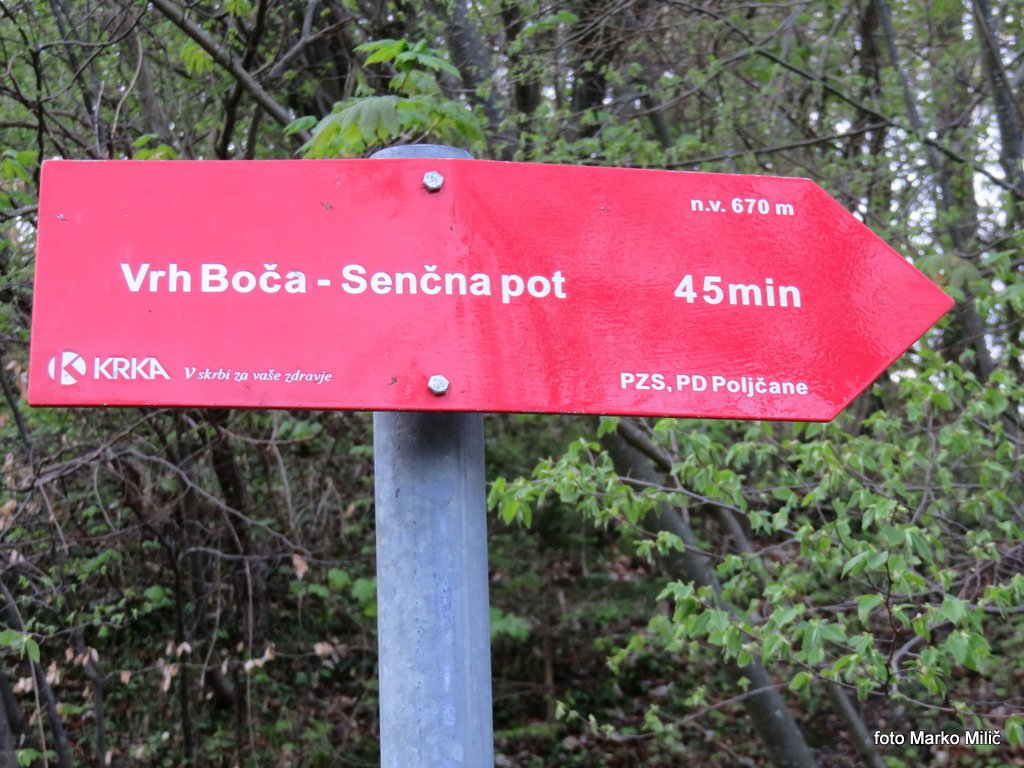 n.v. 670 m
Vrh Boča - Senčna pot 45min
KRKA V skrbi za vaše zdravje
PZS, PD Poljčane
foto Marko Milič